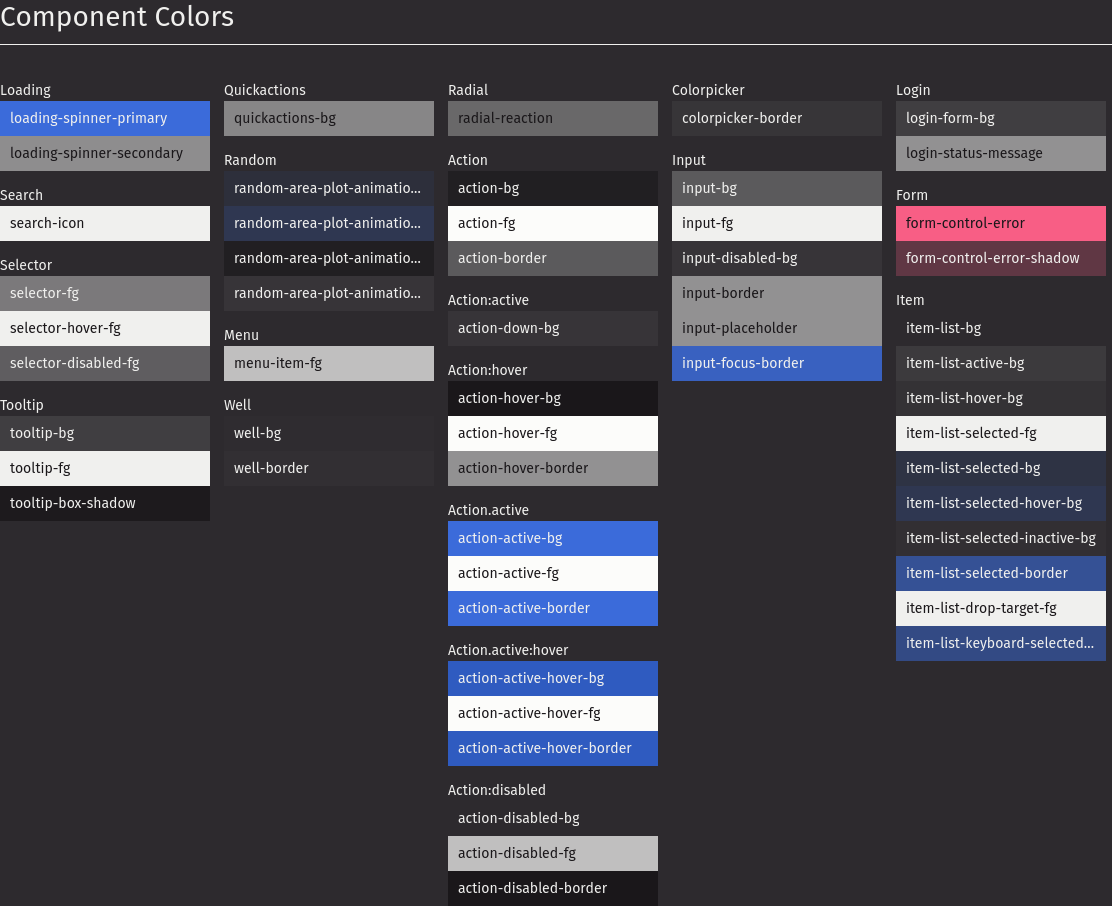 Component Colors
Loading
loading-spinner-primary
loading-spinner-secondary
Search
search-icon
Selector
selector-fg
selector-hover-fg
selector-disabled-fg
Tooltip
tooltip-bg
tooltip-fg
tooltip-box-shadow
Quickactions
quickactions-bg
Random
random-area-plot-animatio...
random-area-plot-animatio...
random-area-plot-animatio...
random-area-plot-animatio...
Menu
menu-item-fg
Well
well-bg
well-border
Radial
radial-reaction
Action
action-bg
action-fg
action-border
Action:active
action-down-bg
Action:hover
action-hover-bg
action-hover-fg
action-hover-border
Action.active
action-active-bg
action-active-fg
action-active-border
Action.active:hover
action-active-hover-bg
action-active-hover-fg
action-active-hover-border
Action:disabled
action-disabled-bg
action-disabled-fg
action-disabled-border
Colorpicker
colorpicker-border
Input
input-bg
input-fg
input-disabled-bg
input-border
input-placeholder
input-focus-border
Login
login-form-bg
login-status-message
Form
form-control-error
form-control-error-shadow
Item
item-list-bg
item-list-active-bg
item-list-hover-bg
item-list-selected-fg
item-list-selected-bg
item-list-selected-hover-bg
item-list-selected-inactive-bg
item-list-selected-border
item-list-drop-target-fg
item-list-keyboard-selected...